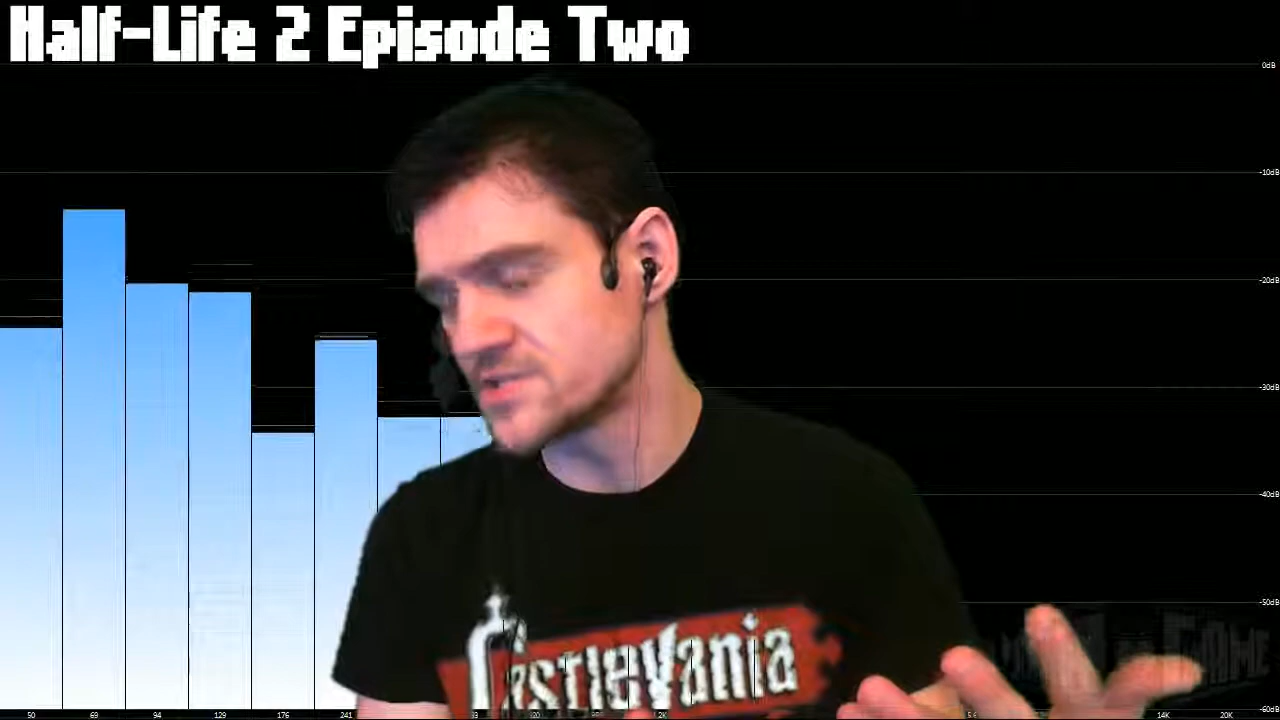 Half-Life 2 Episode Two
0dB
-10dB
-20dB
-30dB
-40dB
-50dB
Castlevania
GAME
-60dB
50 69 94 129 176 241 14K 20K